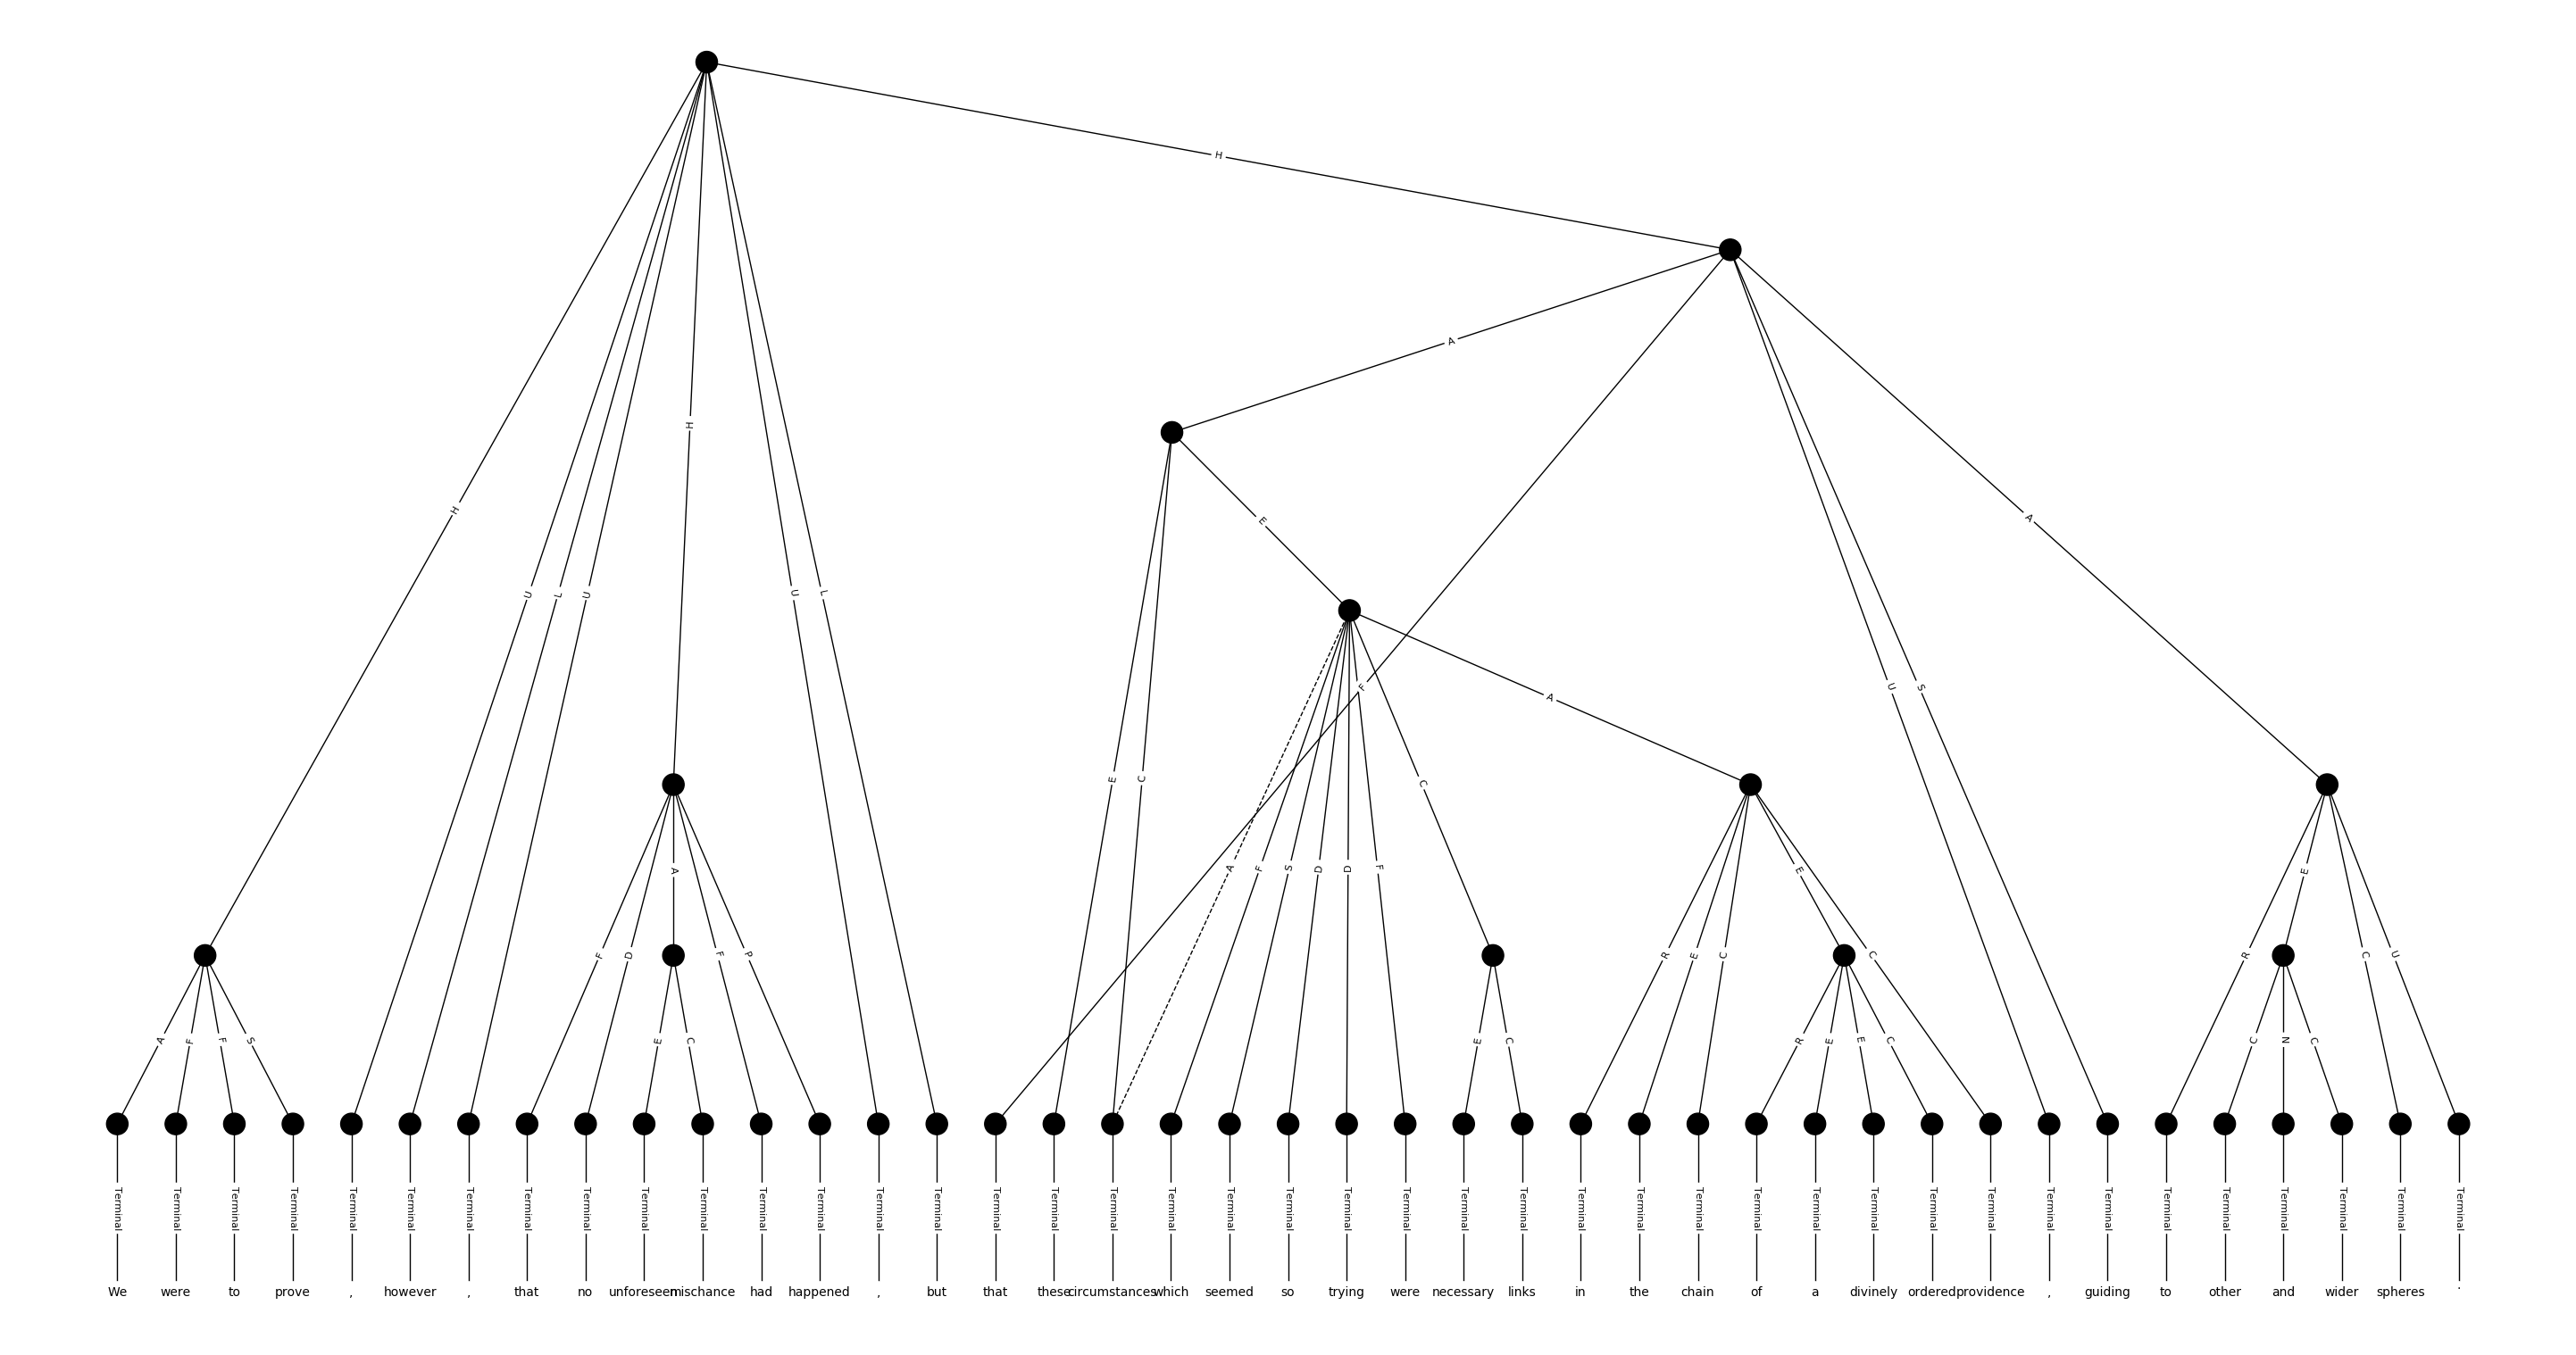 H
H
A
H
E
A
H
U
L
U
U
L
F
A
U
S
E
C
C
A
F
S
D
D
F
A
E
E
F
D
F
P
R
E
C
C
R
C
U
A
F
F
S
E
C
E
C
R
E
E
C
C
N
C
Terminal Terminal Terminal Terminal Terminal Terminal Terminal Terminal Terminal Terminal Terminal Terminal Terminal Terminal Terminal Terminal Terminal Terminal Terminal Terminal Terminal Terminal Terminal Terminal Terminal Terminal Terminal Terminal Terminal Terminal Terminal Terminal Terminal Terminal Terminal Terminal Terminal Terminal Terminal Terminal Terminal
We were to prove , however , that no unforeseen mischance had happened , but that these circumstances which seemed so trying were necessary links in the chain of a divinely ordered providence , guiding to other and wider spheres .